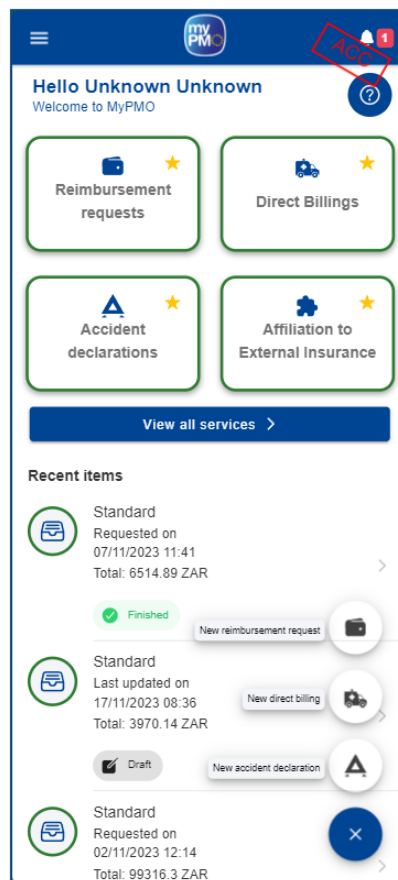 my
PMO
1
ACC
Hello Unknown Unknown
Welcome to MyPMO
?
Reimbursement
requests
Direct Billings
Accident
declarations
Affiliation to
External Insurance
View all services
Recent items
Standard
Requested on
07/11/2023 11:41
Total: 6514.89 ZAR
Finished
New reimbursement request
Standard
Last updated on
17/11/2023 08:36
Total: 3970.14 ZAR
New direct billing
Draft
New accident declaration
Standard
Requested on
02/11/2023 12:14
Total: 99316.3 ZAR